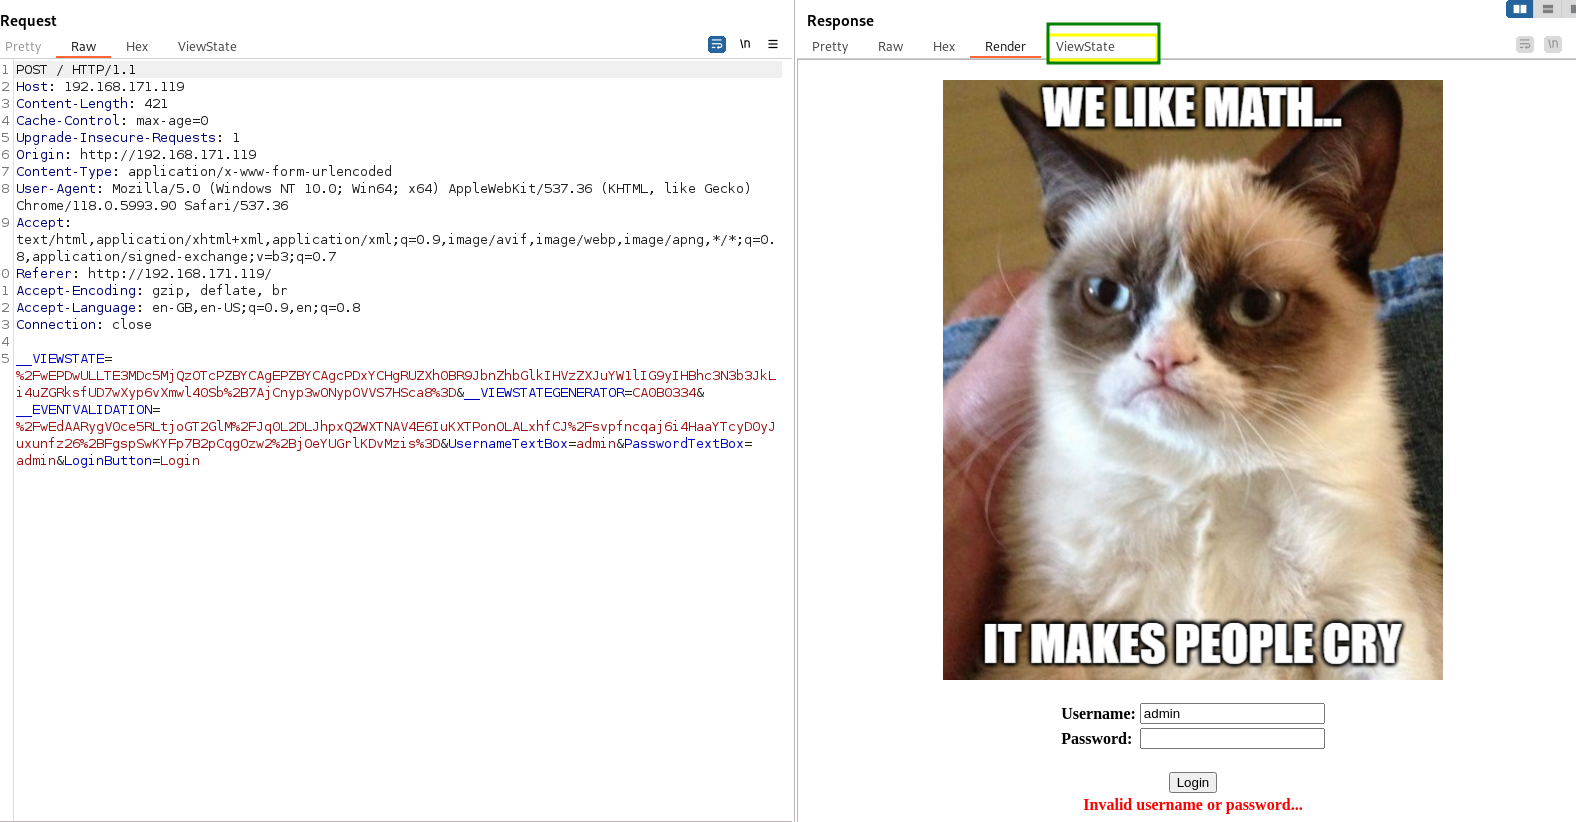 Request
Pretty Raw Hex ViewState
\n
1 POST / HTTP/1.1
2 Host: 192.168.171.119
3 Content-Length: 421
4 Cache-Control: max-age=0
5 Upgrade-Insecure-Requests: 1
6 Origin: http://192.168.171.119
7 Content-Type: application/x-www-form-urlencoded
8 User-Agent: Mozilla/5.0 (Windows NT 10.0; Win64; x64) AppleWebKit/537.36 (KHTML, like Gecko)
Chrome/118.0.5993.90 Safari/537.36
9 Accept:
text/html,application/xhtml+xml,application/xml;q=0.9,image/avif,image/webp,image/apng,*/*;q=0.
8,application/signed-exchange;v=b3;q=0.7
0 Referer: http://192.168.171.119/
1 Accept-Encoding: gzip, deflate, br
2 Accept-Language: en-GB,en-US;q=0.9,en;q=0.8
3 Connection: close
4
5 __VIEWSTATE=
%2FwEPDwULLTE3MDc5MjQzOTcPZBYCAgEPZBYCAgcPDxYCHgRUZXh0BR9JbnZhbGlkIHVzZXJuYW1lIG9yIHBhc3N3b3JkLi
4uZGRksfUD7wXyp6vXmwl40Sb%2B7AjCnyp3wONypOVVS7HSca8%3D&__VIEWSTATEGENERATOR=CA0B0334&
__EVENTVALIDATION=
%2FwEdAARygV0ce5RLtjoGT2GlM%2FJq0L2DLJhpxQ2WXTNAV4E6IuKXTPonOLALxhfCJ%2Fsvpfncqaj6i4HaaYTcyD0yJ
uxunfz26%2BFgspSwKYFp7B2pCqgOzw2%2Bj0eYUGrlKDvMzis%3D&UsernameTextBox=admin&PasswordTextBox=
admin&LoginButton=Login
Response
Pretty Raw Hex Render ViewState
\n
WE LIKE MATH...
IT MAKES PEOPLE CRY
Username: admin
Password:
Login
Invalid username or password...